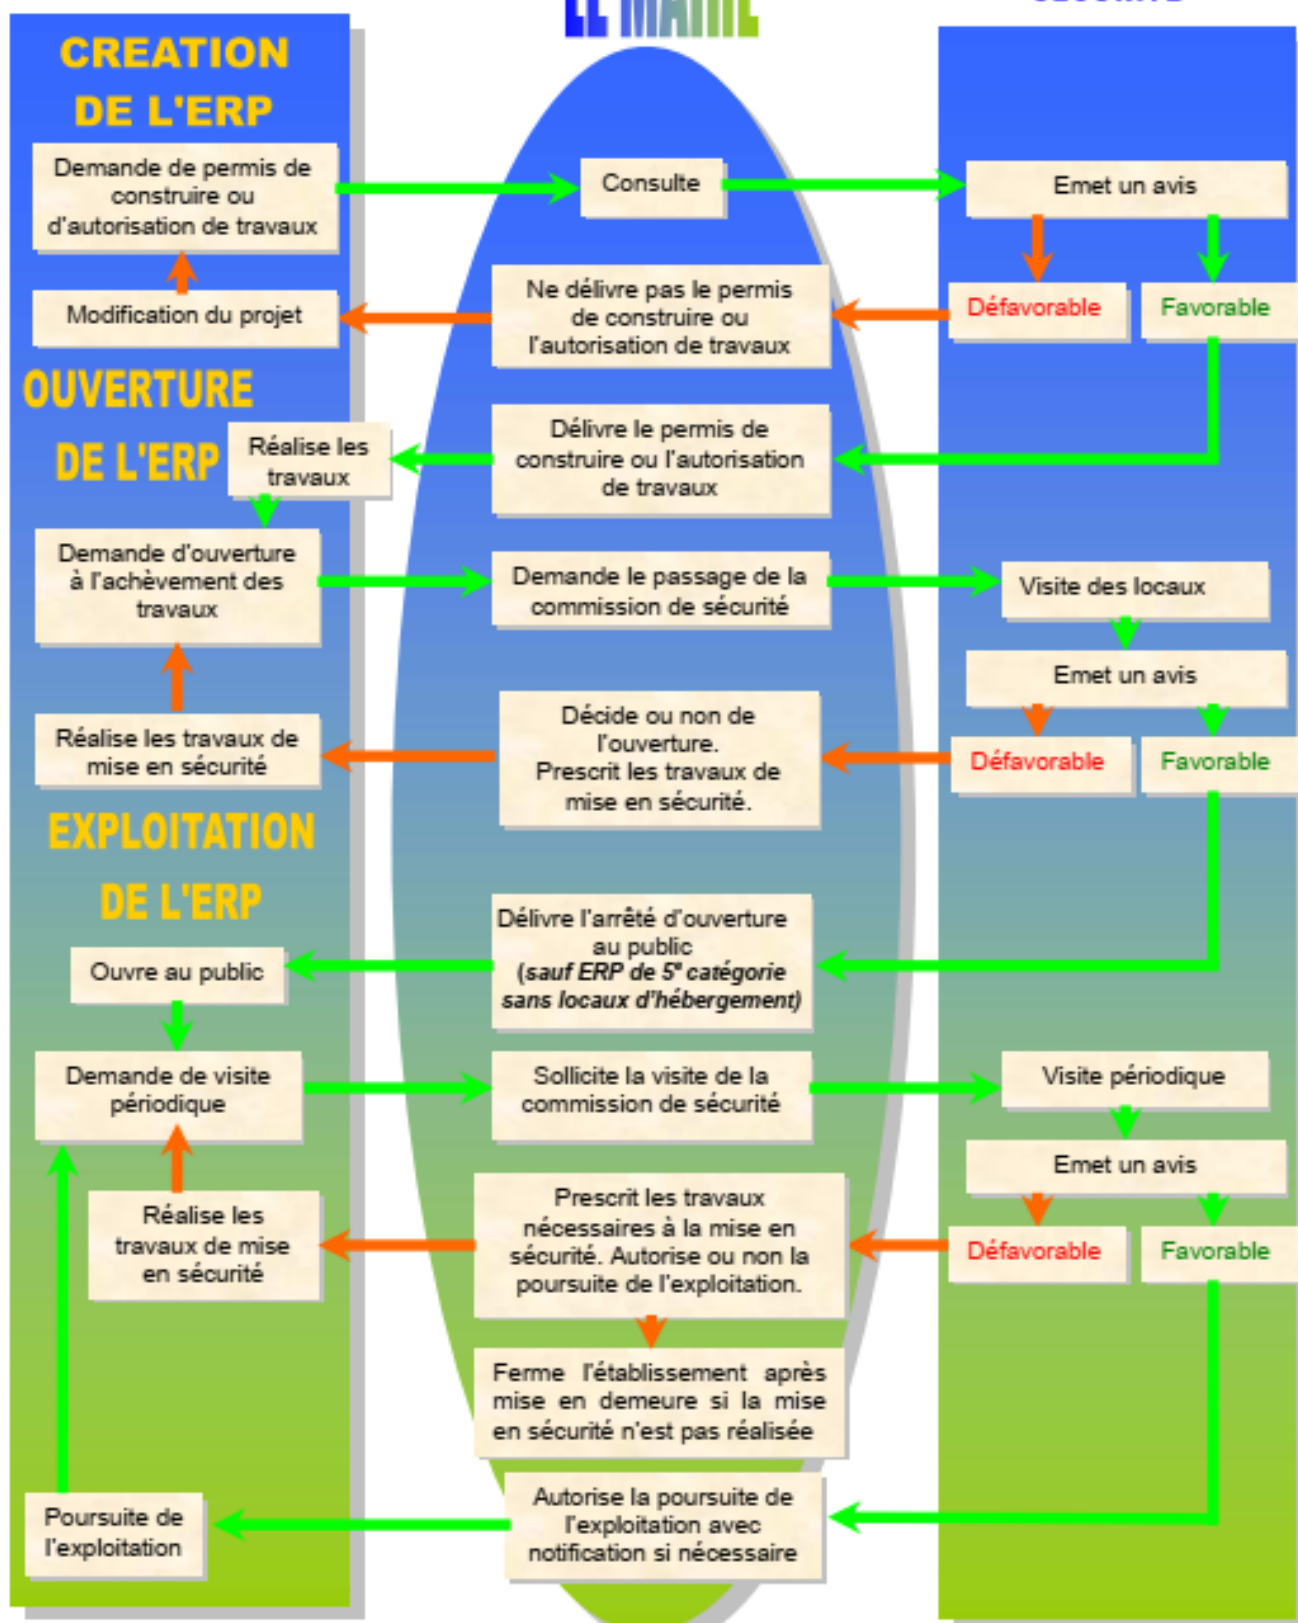 LE MAIRE
CREATION
DE L'ERP
Demande de permis de
construire ou
d'autorisation de travaux
Consulte
Emet un avis
Modification du projet
Ne délivre pas le permis
de construire ou
l'autorisation de travaux
Défavorable
Favorable
OUVERTURE
DE L'ERP
Réalise les
travaux
Délivre le permis de
construire ou l'autorisation
de travaux
Demande d'ouverture
à l'achèvement des
travaux
Demande le passage de la
commission de sécurité
Visite des locaux
Emet un avis
Réalise les travaux de
mise en sécurité
Décide ou non de
l'ouverture.
Prescrit les travaux de
mise en sécurité.
Défavorable
Favorable
EXPLOITATION
DE L'ERP
Ouvre au public
Délivre l'arrêté d'ouverture
au public
(sauf ERP de 5e catégorie
sans locaux d'hébergement)
Demande de visite
périodique
Sollicite la visite de la
commission de sécurité
Visite périodique
Emet un avis
Réalise les
travaux de mise
en sécurité
Prescrit les travaux
nécessaires à la mise en
sécurité. Autorise ou non la
poursuite de l'exploitation.
Défavorable
Favorable
Ferme l'établissement après
mise en demeure si la mise
en sécurité n'est pas réalisée
Poursuite de
l'exploitation
Autorise la poursuite de
l'exploitation avec
notification si nécessaire